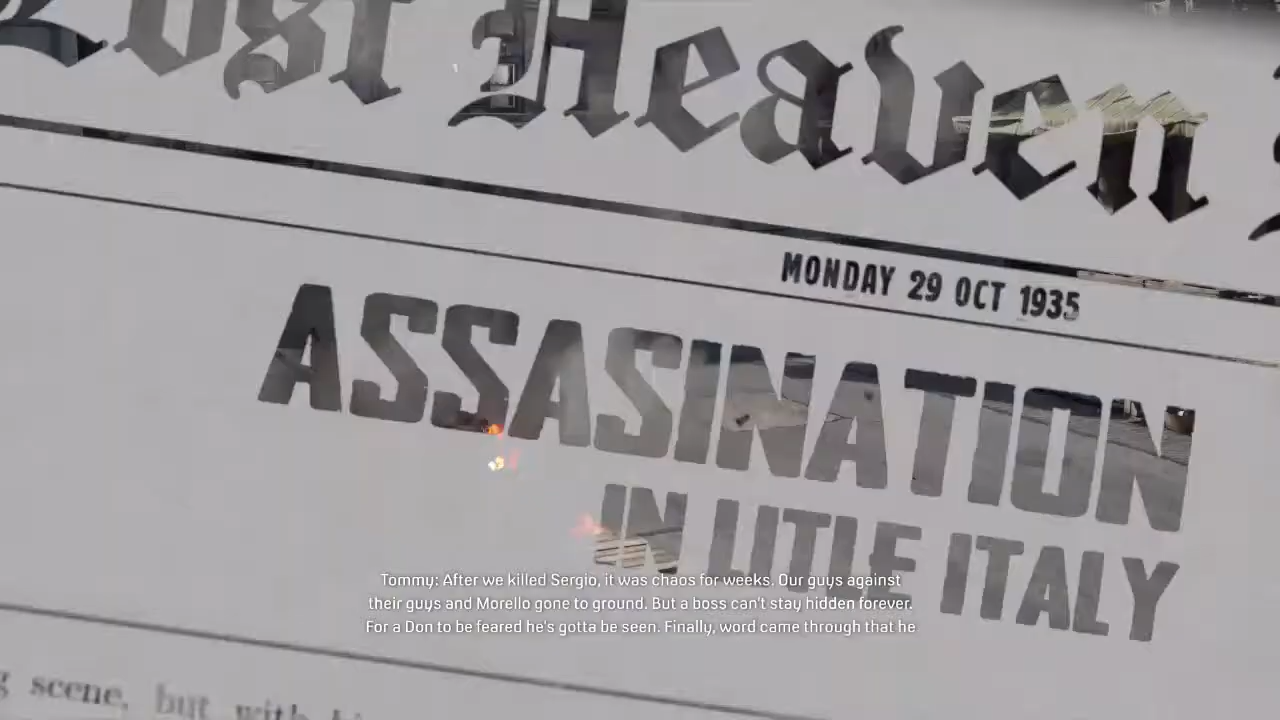 Lost Heaven
MONDAY 29 OCT 1935
ASSASINATION
IN LITLE ITALY
Tommy: After we killed Sergio, it was chaos for weeks. Our guys against
their guys and Morello gone to ground. But a boss can't stay hidden forever.
For a Don to be feared he's gotta be seen. Finally, word came through that he
scene, but with